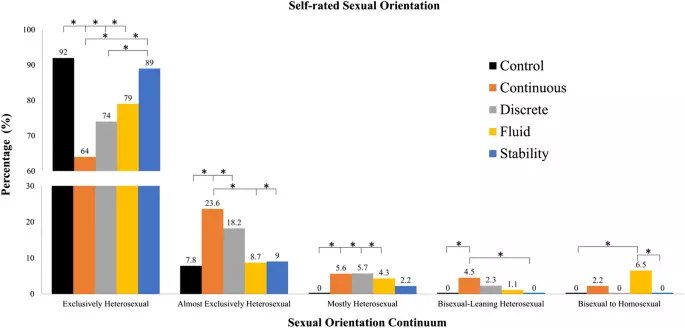 Self-rated Sexual Orientation
Percentage (%)
100
90
80
70
60
30
20
10
0
* * * *
* *
*
92
64
74
79
89
* *
* *
7.8
23.6
18.2
8.7
9
* * *
0
5.6
5.7
4.3
2.2
*
*
0
4.5
2.3
1.1
0
*
*
0
2.2
0
6.5
0
Control
Continuous
Discrete
Fluid
Stability
Exclusively Heterosexual
Almost Exclusively Heterosexual
Mostly Heterosexual
Bisexual-Leaning Heterosexual
Bisexual to Homosexual
Sexual Orientation Continuum